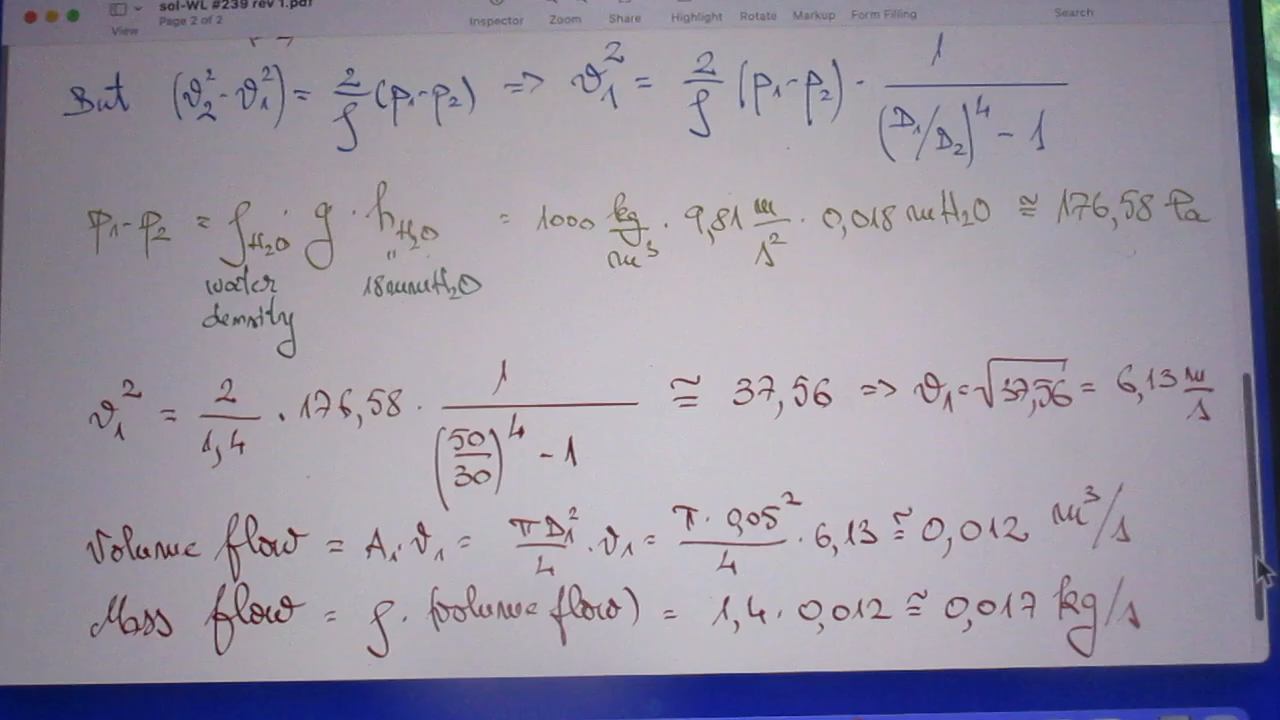 sol-WL #239 rev 1.pdf
Page 2 of 2
View Inspector Zoom Share Highlight Rotate Markup Form Filling Search
But (ϑ₂² - ϑ₁²) = 2/ρ (p₁-p₂) => ϑ₁² = 2/ρ (p₁-p₂) · 1/((D₁/D₂)⁴ - 1)
p₁-p₂ = ρH₂O · g · hH₂O = 1000 kg/m³ · 9,81 m/s² · 0,018 mH₂O ≅ 176,58 Pa
water 18mmH₂O
density
ϑ₁² = 2/1,4 · 176,58 · 1/((50/30)⁴ - 1) ≅ 37,56 => ϑ₁ = √37,56 = 6,13 m/s
Volume flow = A₁·ϑ₁ = πD₁²/4 · ϑ₁ = π·0,05²/4 · 6,13 ≅ 0,012 m³/s
Mass flow = ρ · (volume flow) = 1,4 · 0,012 ≅ 0,017 kg/s